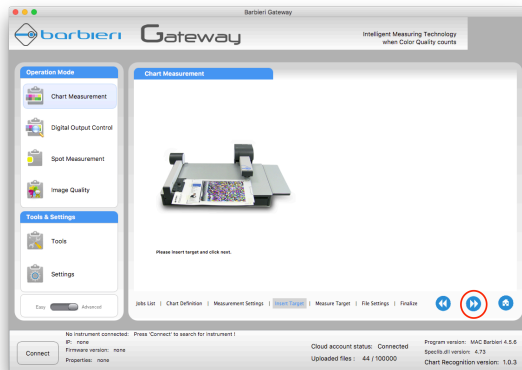 Barbieri Gateway
barbieri
Gateway
Intelligent Measuring Technology
when Color Quality counts
Operation Mode
Chart Measurement
Digital Output Control
Spot Measurement
Image Quality
Tools & Settings
Tools
Settings
Easy
Advanced
Chart Measurement
Please insert target and click next.
Jobs List | Chart Definition | Measurement Settings | Insert Target | Measure Target | File Settings | Finalize
Connect
No instrument connected: Press 'Connect' to search for instrument !
IP: none
Firmware version: none
Properties: none
Cloud account status: Connected
Uploaded files : 44 / 100000
Program version: MAC Barbieri 4.5.6
Speclib.dll version: 4.73
Chart Recognition version: 1.0.3